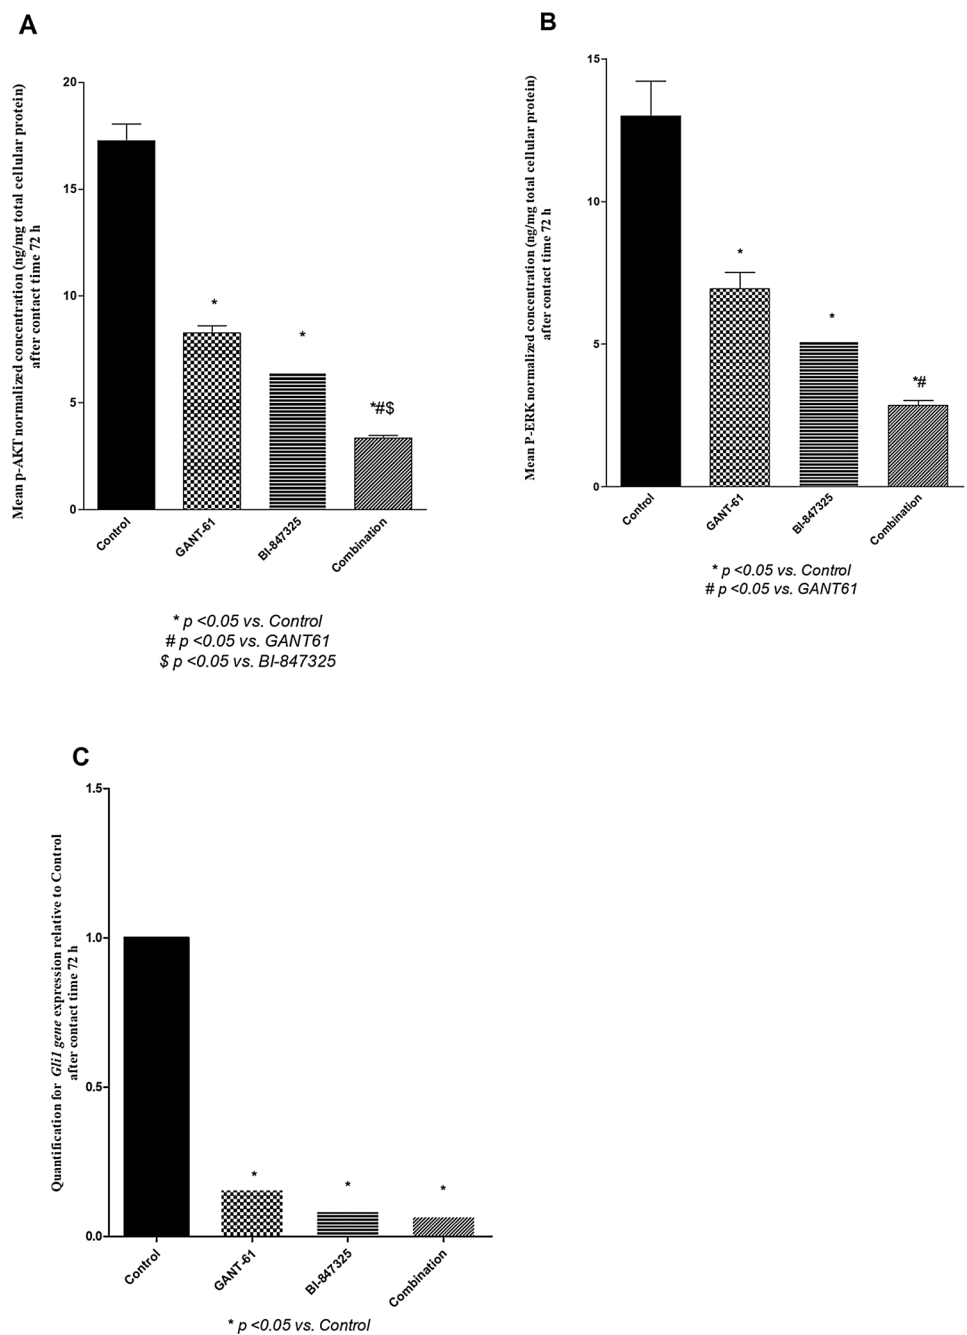 A
Mean p-AKT normalized concentration (ng/mg total cellular protein)
after contact time 72 h
20
15
10
5
0
*
*
*#$
Control
GANT-61
BI-847325
Combination
* p <0.05 vs. Control
# p <0.05 vs. GANT61
$ p <0.05 vs. BI-847325
B
Mean P-ERK normalized concentration (ng/mg total cellular protein)
after contact time 72 h
15
10
5
0
*
*
*#
Control
GANT-61
BI-847325
Combination
* p <0.05 vs. Control
# p <0.05 vs. GANT61
C
Quantification for Gli1 gene expression relative to Control
after contact time 72 h
1.5
1.0
0.5
0.0
*
*
*
Control
GANT-61
BI-847325
Combination
* p <0.05 vs. Control